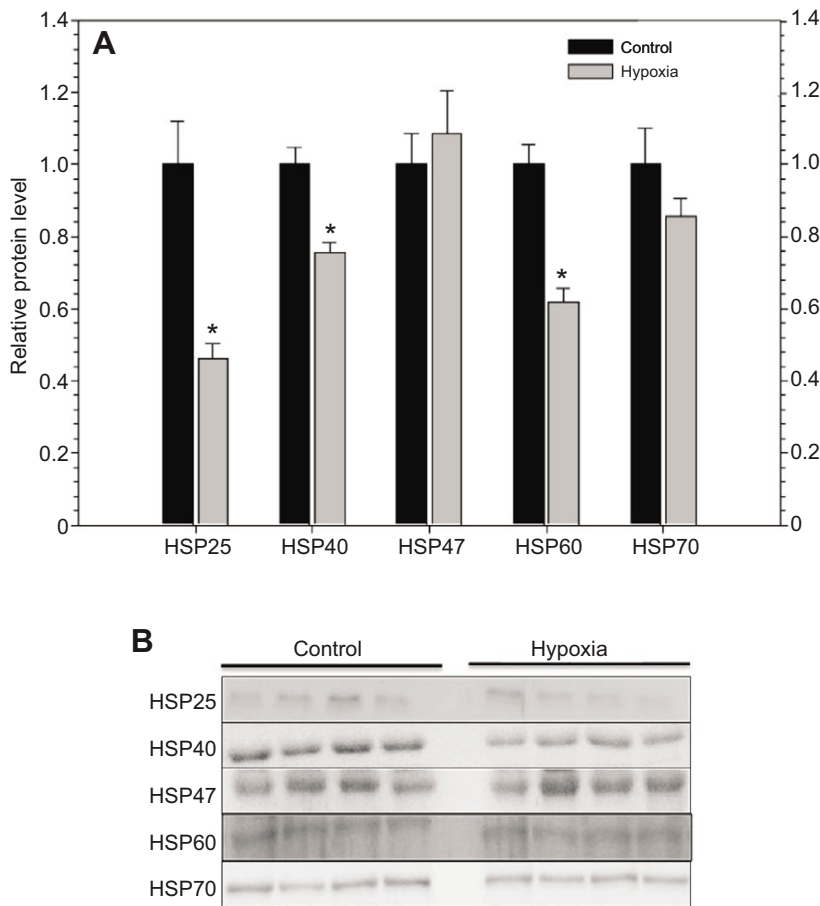 A
Control
Hypoxia
Relative protein level
1.4
1.2
1.0
0.8
0.6
0.4
0.2
0
1.4
1.2
1.0
0.8
0.6
0.4
0.2
0
*
*
*
HSP25 HSP40 HSP47 HSP60 HSP70
B
Control Hypoxia
HSP25
HSP40
HSP47
HSP60
HSP70